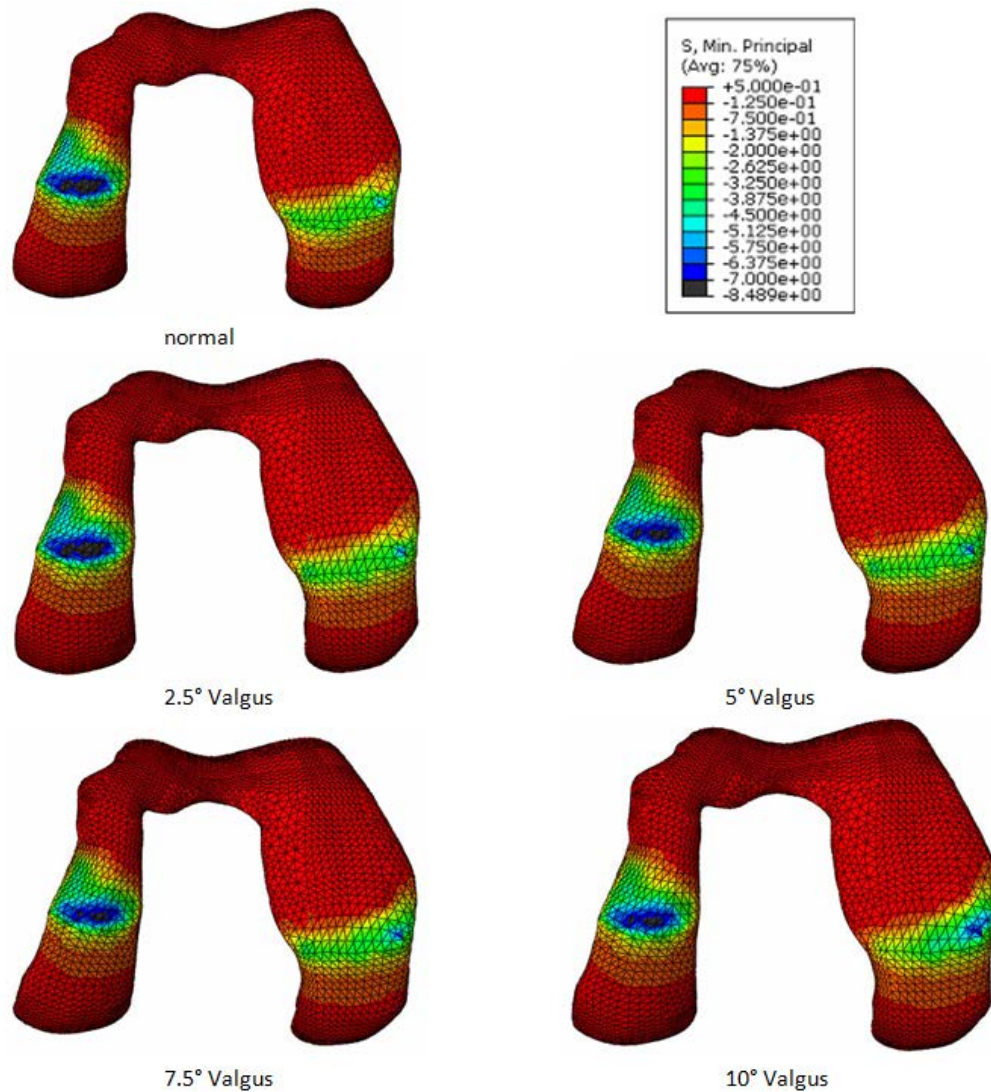 S, Min. Principal
(Avg: 75%)
+5.000e-01
-1.250e-01
-7.500e-01
-1.375e+00
-2.000e+00
-2.625e+00
-3.250e+00
-3.875e+00
-4.500e+00
-5.125e+00
-5.750e+00
-6.375e+00
-7.000e+00
-8.489e+00
normal
2.5° Valgus
5° Valgus
7.5° Valgus
10° Valgus